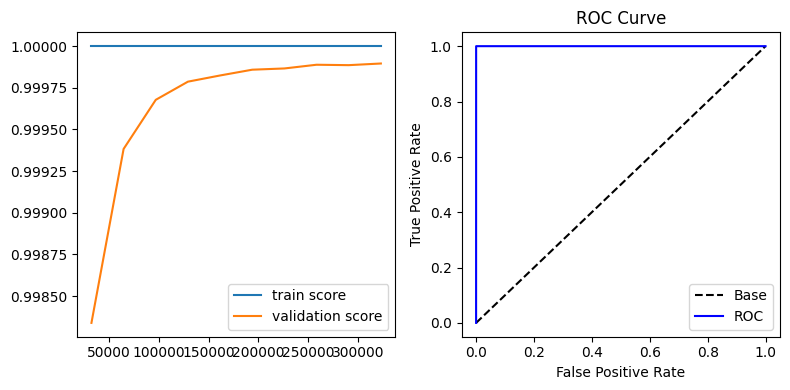 1.00000
0.99975
0.99950
0.99925
0.99900
0.99875
0.99850
50000 100000 150000 200000 250000 300000
train score
validation score
ROC Curve
True Positive Rate
1.0
0.8
0.6
0.4
0.2
0.0
0.0 0.2 0.4 0.6 0.8 1.0
False Positive Rate
Base
ROC